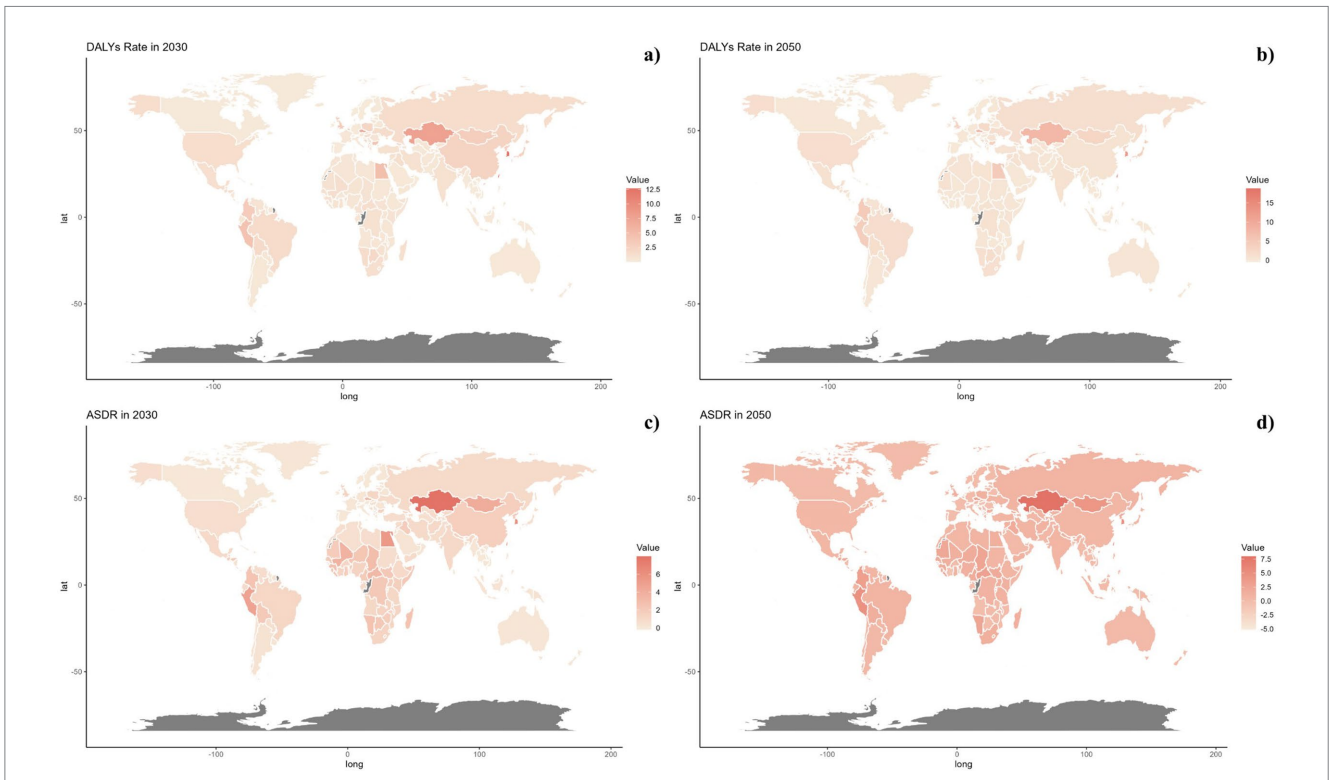 DALYs Rate in 2030
a)
50
0
-50
lat
-100
0
100
200
long
Value
12.5
10.0
7.5
5.0
2.5
DALYs Rate in 2050
b)
50
0
-50
lat
-100
0
100
200
long
Value
15
10
5
0
ASDR in 2030
c)
50
0
-50
lat
-100
0
100
200
long
Value
6
4
2
0
ASDR in 2050
d)
50
0
-50
lat
-100
0
100
200
long
Value
7.5
5.0
2.5
0.0
-2.5
-5.0